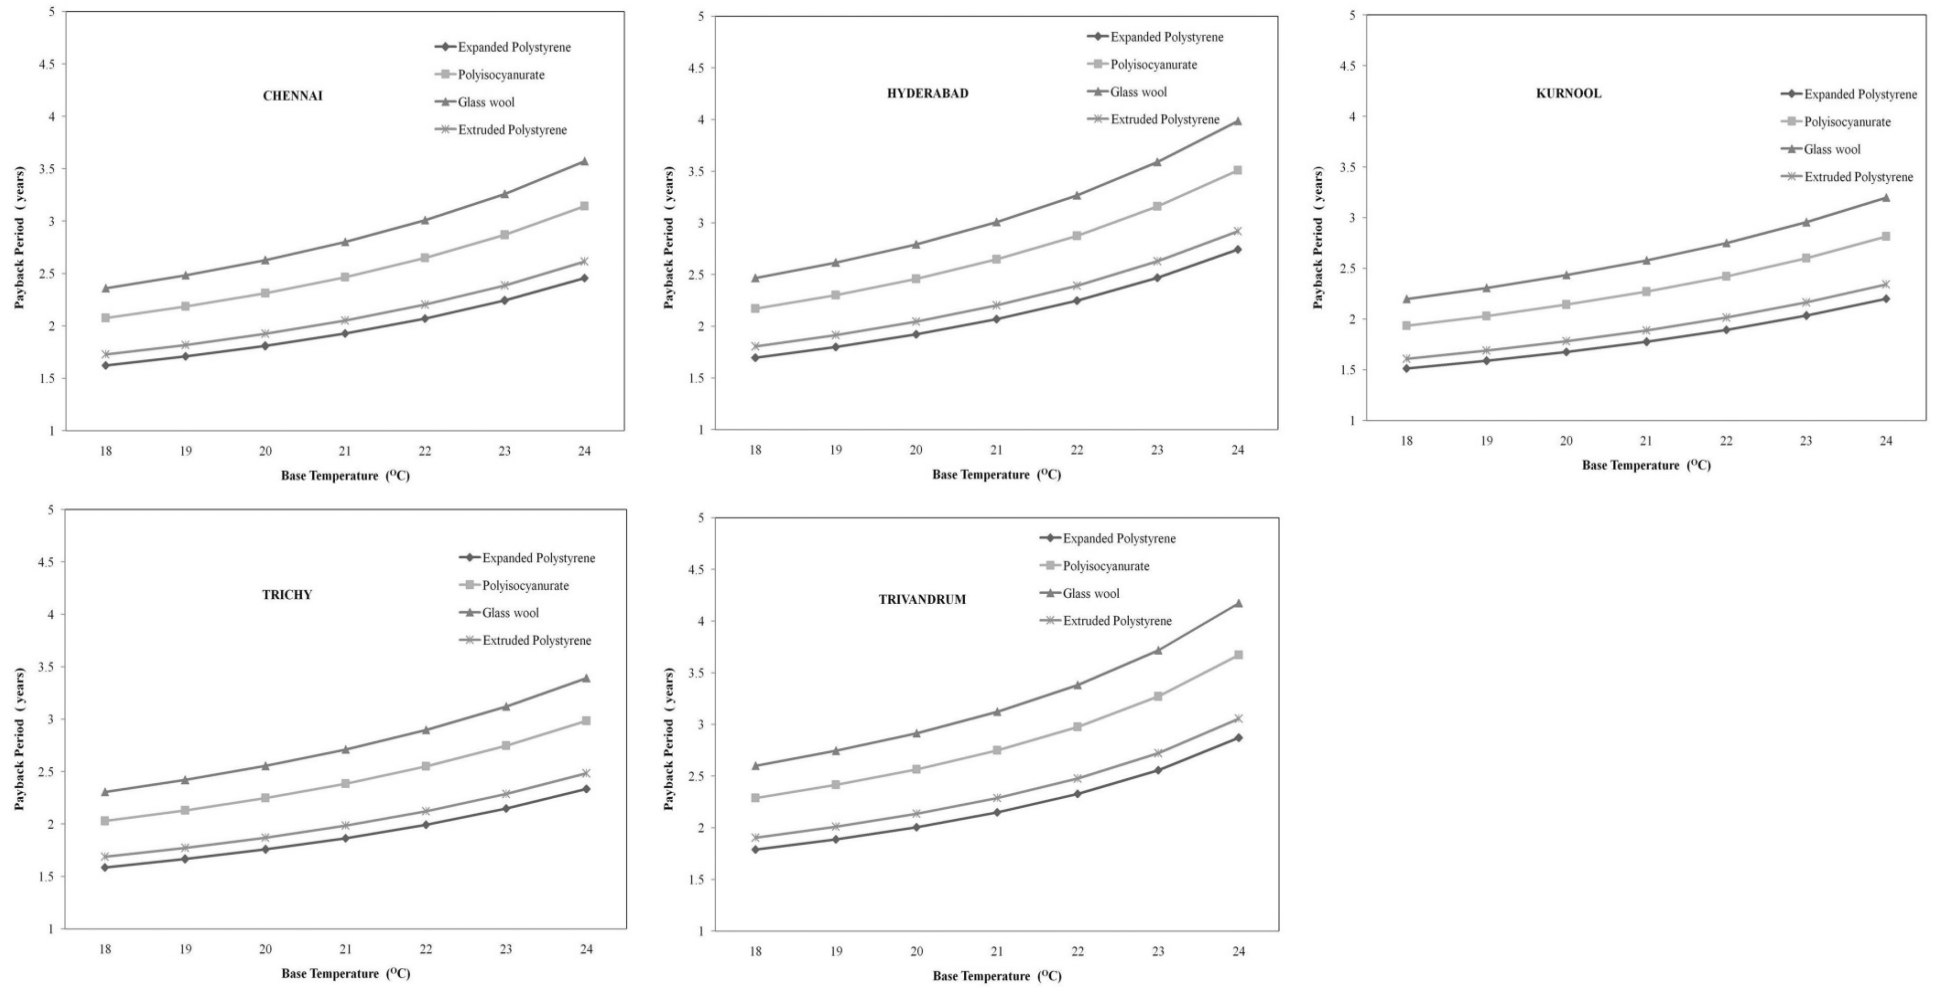 5
4.5
4
3.5
3
2.5
2
1.5
1
Payback Period ( years)
CHENNAI
Expanded Polystyrene
Polyisocyanurate
Glass wool
Extruded Polystyrene
18 19 20 21 22 23 24
Base Temperature (OC)
5
4.5
4
3.5
3
2.5
2
1.5
1
Payback Period ( years)
HYDERABAD
Expanded Polystyrene
Polyisocyanurate
Glass wool
Extruded Polystyrene
18 19 20 21 22 23 24
Base Temperature (OC)
5
4.5
4
3.5
3
2.5
2
1.5
1
Payback Period ( years)
KURNOOL
Expanded Polystyrene
Polyisocyanurate
Glass wool
Extruded Polystyrene
18 19 20 21 22 23 24
Base Temperature (OC)
5
4.5
4
3.5
3
2.5
2
1.5
1
Payback Period ( years)
TRICHY
Expanded Polystyrene
Polyisocyanurate
Glass wool
Extruded Polystyrene
18 19 20 21 22 23 24
Base Temperature (OC)
5
4.5
4
3.5
3
2.5
2
1.5
1
Payback Period ( years)
TRIVANDRUM
Expanded Polystyrene
Polyisocyanurate
Glass wool
Extruded Polystyrene
18 19 20 21 22 23 24
Base Temperature (OC)